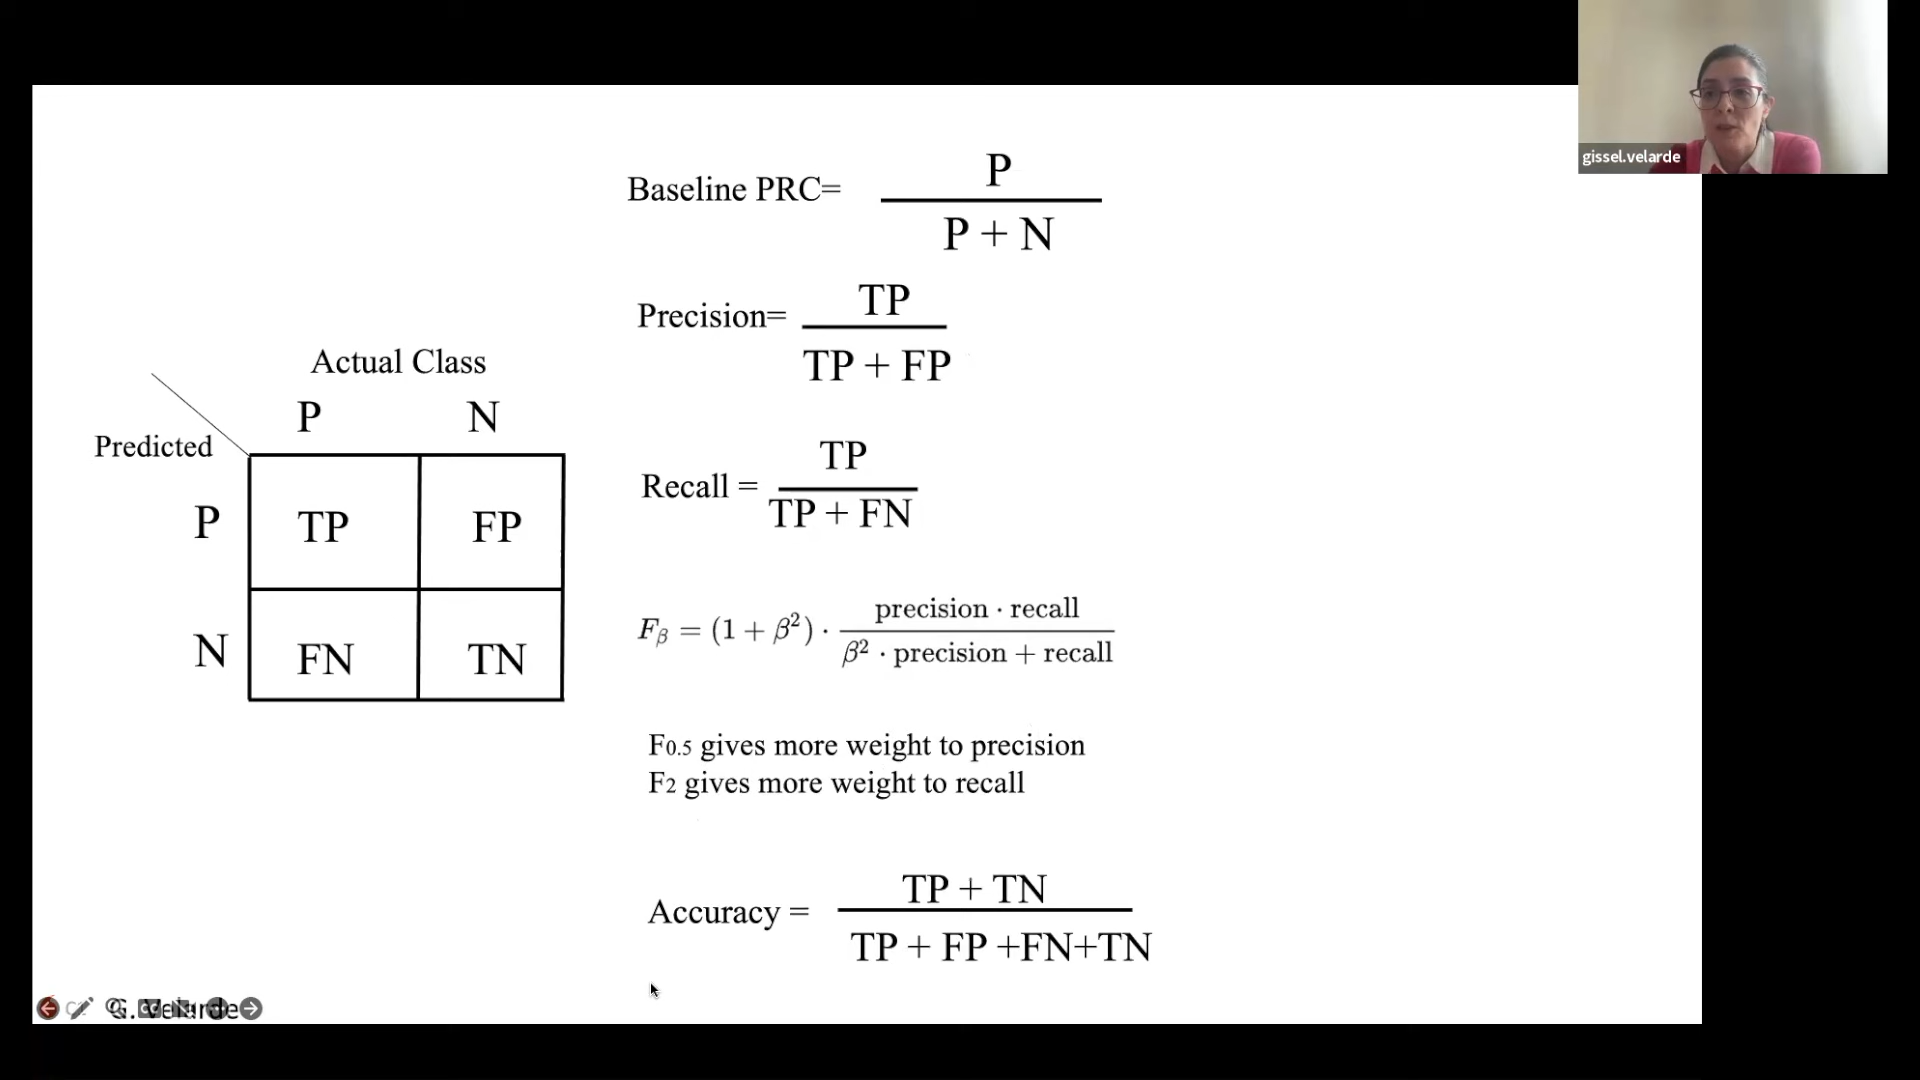 gissel.velarde
Baseline PRC=
P
P + N
Precision=
TP
TP + FP
Recall =
TP
TP + FN
Actual Class
P N
Predicted
P TP FP
N FN TN
Fβ = (1 + β²) · precision · recall
β² · precision + recall
F0.5 gives more weight to precision
F2 gives more weight to recall
Accuracy =
TP + TN
TP + FP +FN+TN
G. Velarde